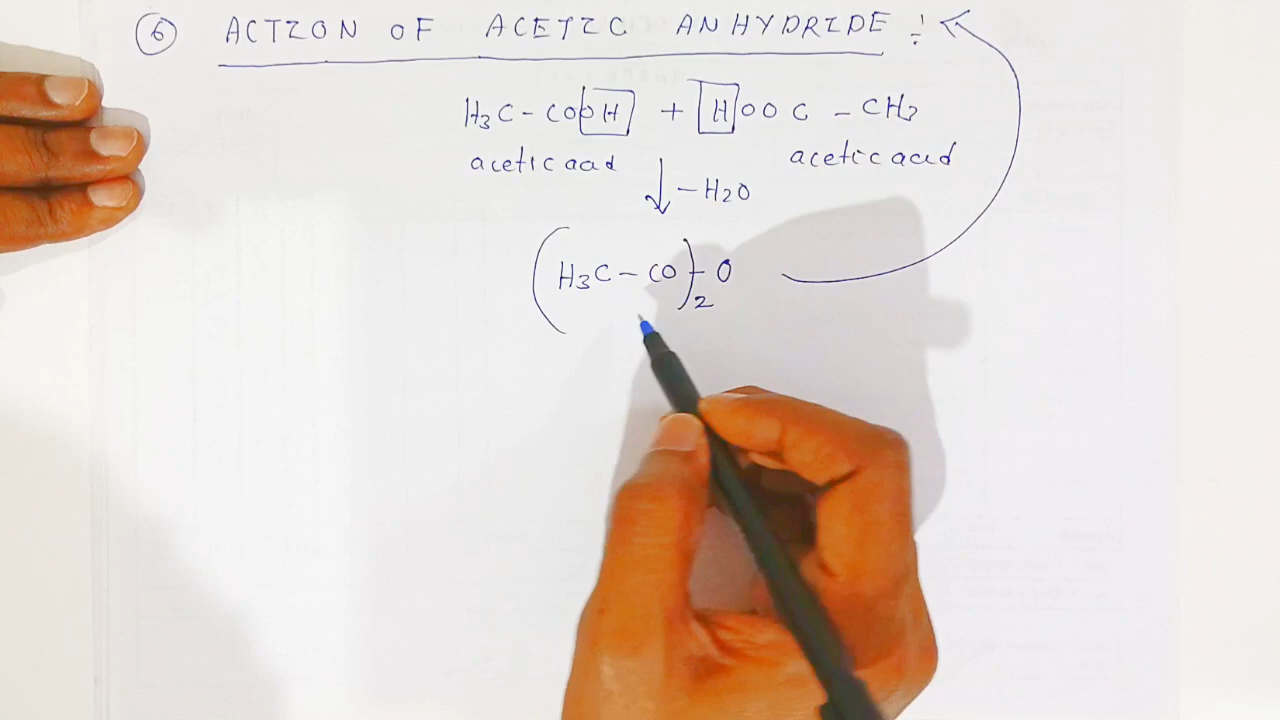 6 ACTION OF ACETIC ANHYDRIDE :-
H3C - COOH + HOOC - CH3
acetic acid acetic acid
-H2O
(H3C - CO)2 - O